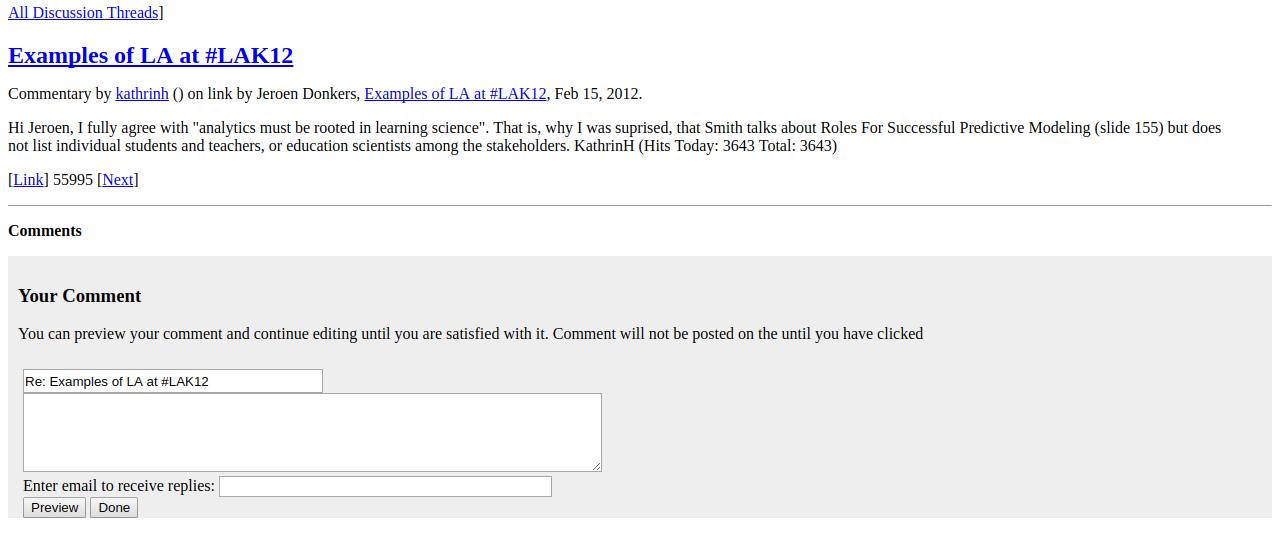 All Discussion Threads]
Examples of LA at #LAK12
Commentary by kathrinh () on link by Jeroen Donkers, Examples of LA at #LAK12, Feb 15, 2012.
Hi Jeroen, I fully agree with "analytics must be rooted in learning science". That is, why I was suprised, that Smith talks about Roles For Successful Predictive Modeling (slide 155) but does
not list individual students and teachers, or education scientists among the stakeholders. KathrinH (Hits Today: 3643 Total: 3643)
[Link] 55995 [Next]
Comments
Your Comment
You can preview your comment and continue editing until you are satisfied with it. Comment will not be posted on the until you have clicked
Re: Examples of LA at #LAK12
Enter email to receive replies:
Preview Done